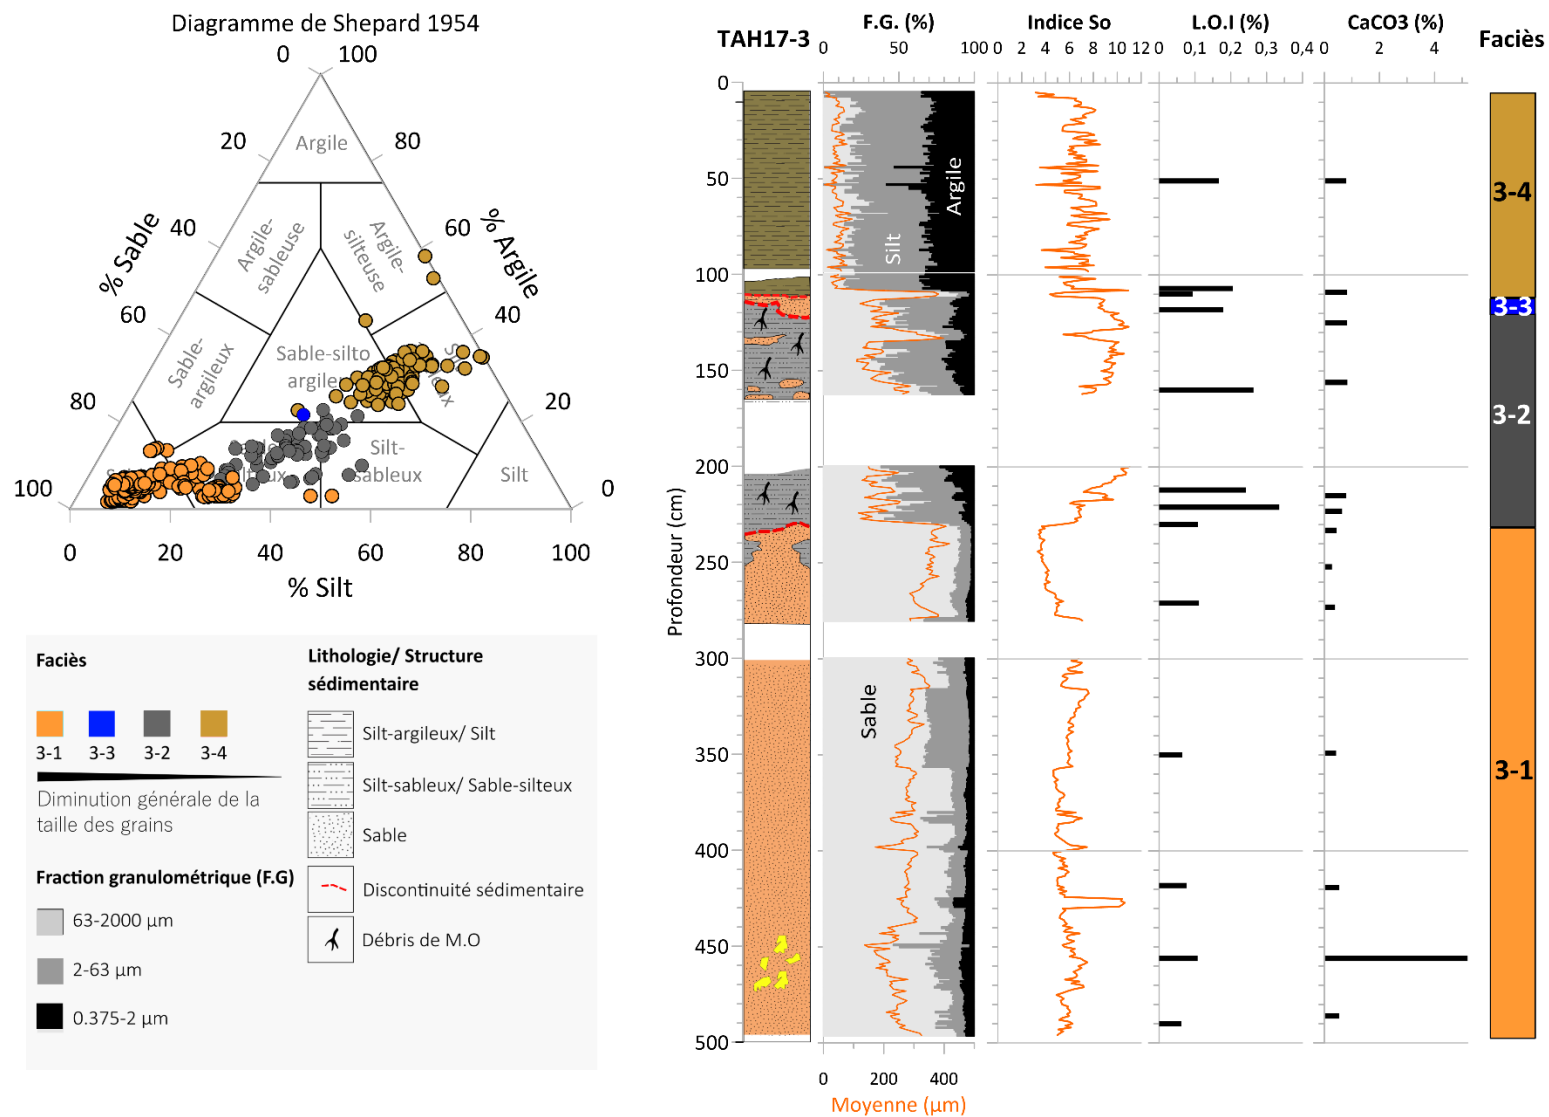 Diagramme de Shepard 1954
0
100
20
80
40
60
60
40
80
20
100
0
0
20
40
60
80
100
% Sable
% Argile
% Silt
Argile
Argile-
sableuse
Argile-
silteuse
Sable-
argileux
Sable-silto
argile
Silt-
sableux
Silt
Faciès
3-1
3-3
3-2
3-4
Diminution générale de la
taille des grains
Fraction granulométrique (F.G)
63-2000 µm
2-63 µm
0.375-2 µm
Lithologie/ Structure
sédimentaire
Silt-argileux/ Silt
Silt-sableux/ Sable-silteux
Sable
Discontinuité sédimentaire
Débris de M.O
TAH17-3
F.G. (%)
Indice So
L.O.I (%)
CaCO3 (%)
Faciès
0 50 100
0 2 4 6 8 10 12
0 0,1 0,2 0,3 0,4
0 2 4
Profondeur (cm)
0
50
100
150
200
250
300
350
400
450
500
Argile
Silt
Sable
3-4
3-3
3-2
3-1
0 200 400
Moyenne (µm)